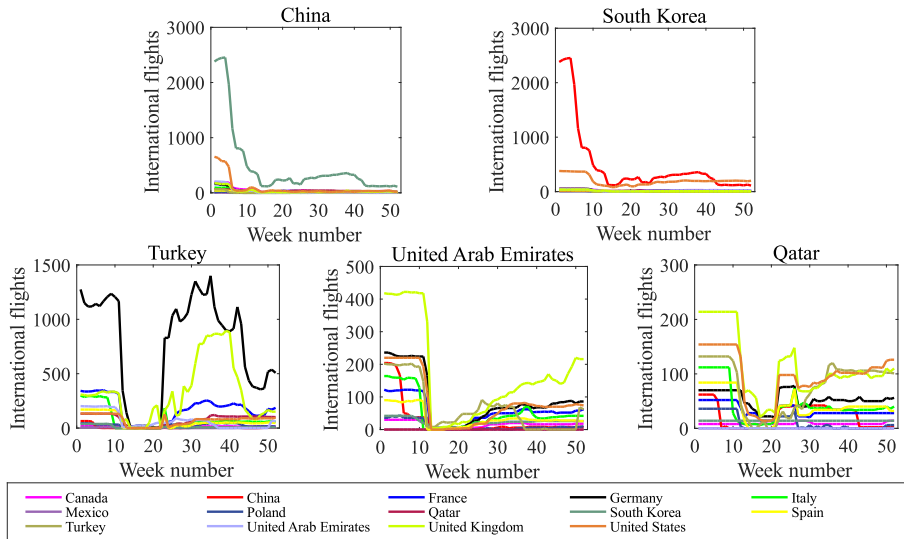 China
South Korea
International flights
3000
2000
1000
0
0 10 20 30 40 50
Week number
International flights
3000
2000
1000
0
0 10 20 30 40 50
Week number
Turkey
United Arab Emirates
Qatar
International flights
1500
1000
500
0
0 10 20 30 40 50
Week number
International flights
500
400
300
200
100
0
0 10 20 30 40 50
Week number
International flights
300
200
100
0
0 10 20 30 40 50
Week number
Canada China France Germany Italy
Mexico Poland Qatar South Korea Spain
Turkey United Arab Emirates United Kingdom United States